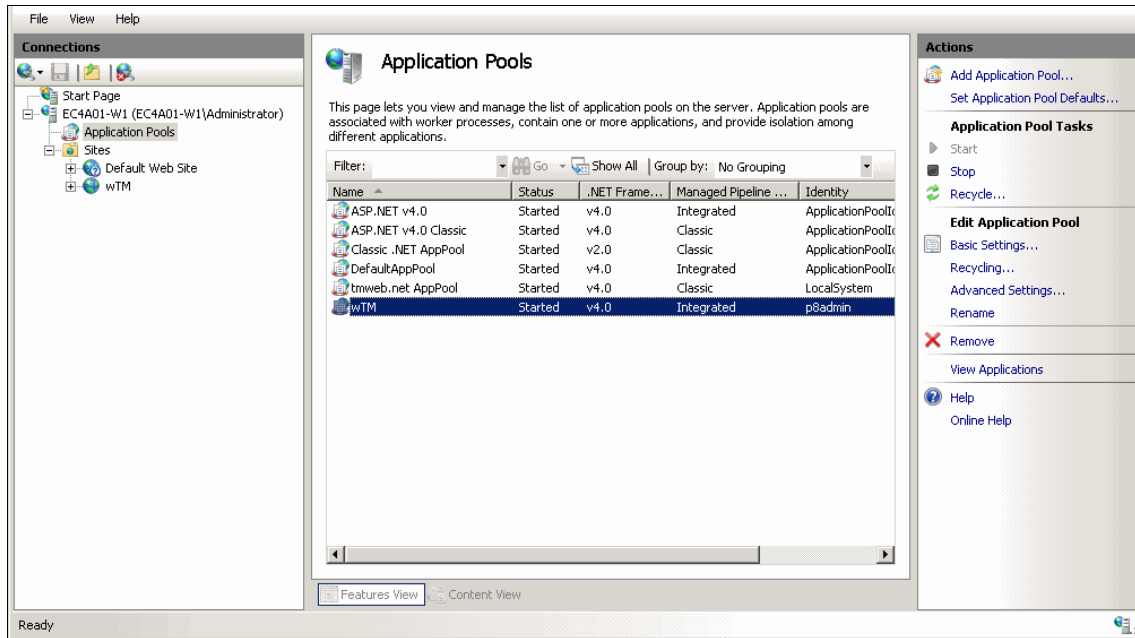 File View Help
Connections
Start Page
EC4A01-W1 (EC4A01-W1\Administrator)
Application Pools
Sites
Default Web Site
wTM
Application Pools
This page lets you view and manage the list of application pools on the server. Application pools are
associated with worker processes, contain one or more applications, and provide isolation among
different applications.
Filter: Go Show All Group by: No Grouping
Name Status .NET Frame... Managed Pipeline ... Identity
ASP.NET v4.0 Started v4.0 Integrated ApplicationPoolId
ASP.NET v4.0 Classic Started v4.0 Classic ApplicationPoolId
Classic .NET AppPool Started v2.0 Classic ApplicationPoolId
DefaultAppPool Started v4.0 Integrated ApplicationPoolId
tmweb.net AppPool Started v4.0 Classic LocalSystem
wTM Started v4.0 Integrated p8admin
Features View Content View
Actions
Add Application Pool...
Set Application Pool Defaults...
Application Pool Tasks
Start
Stop
Recycle...
Edit Application Pool
Basic Settings...
Recycling...
Advanced Settings...
Rename
Remove
View Applications
Help
Online Help
Ready